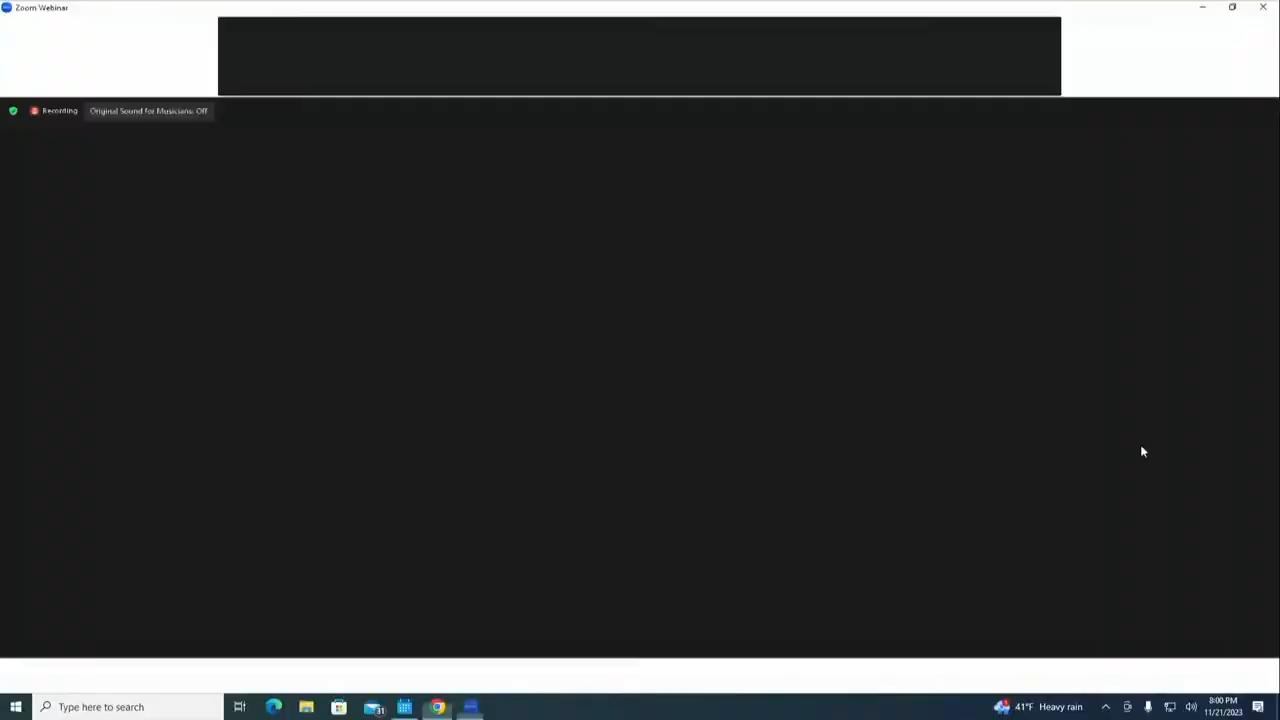 Zoom Webinar
Recording
Original Sound for Musicians: Off
Type here to search
41°F Heavy rain
8:00 PM
11/21/2023